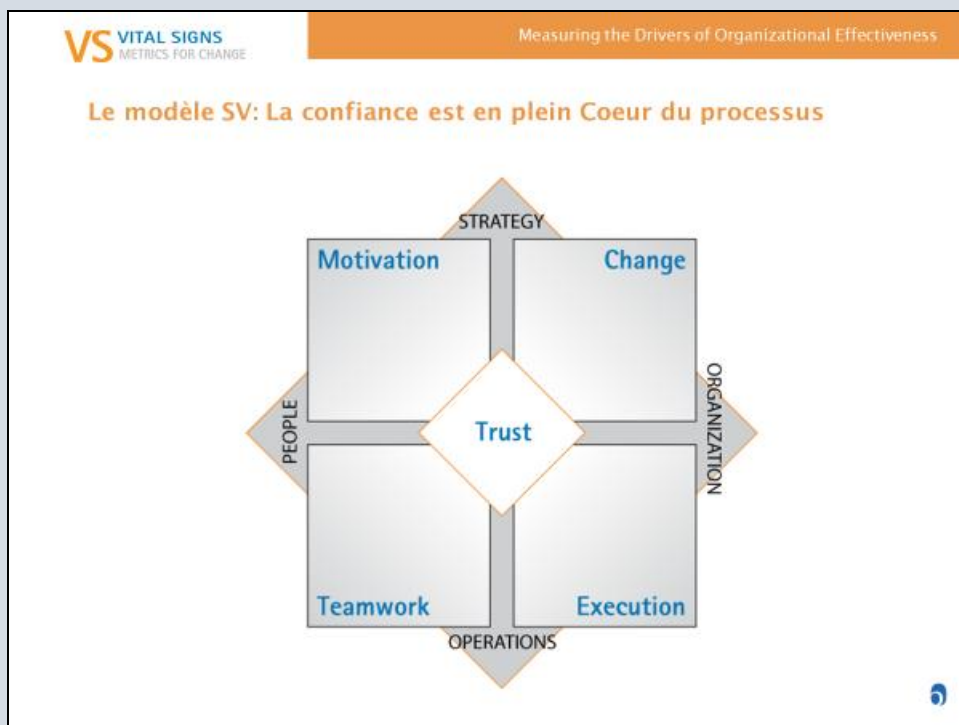 VS VITAL SIGNS
METRICS FOR CHANGE
Measuring the Drivers of Organizational Effectiveness
Le modèle SV: La confiance est en plein Coeur du processus
STRATEGY
Motivation
Change
PEOPLE
Trust
ORGANIZATION
Teamwork
Execution
OPERATIONS